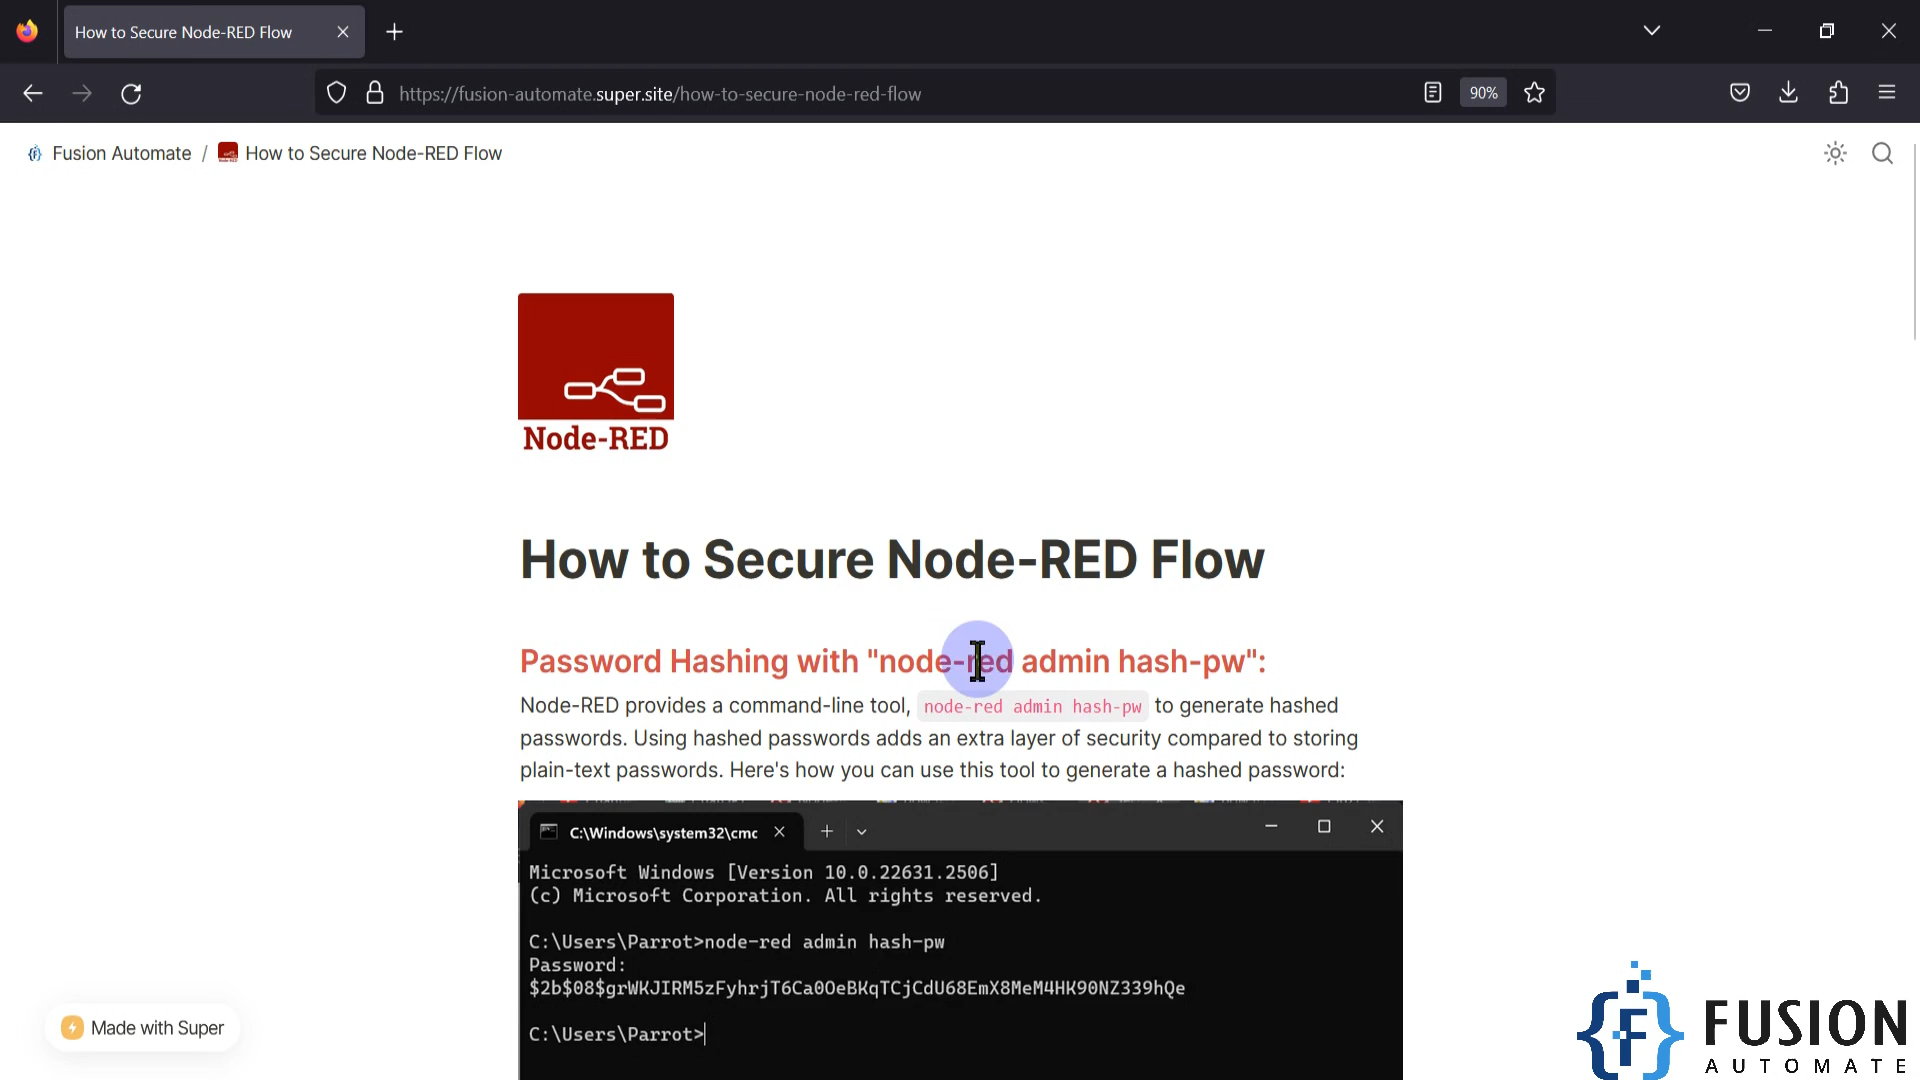 How to Secure Node-RED Flow
https://fusion-automate.super.site/how-to-secure-node-red-flow
90%
Fusion Automate / How to Secure Node-RED Flow
Node-RED
How to Secure Node-RED Flow
Password Hashing with "node-red admin hash-pw":
Node-RED provides a command-line tool, node-red admin hash-pw to generate hashed
passwords. Using hashed passwords adds an extra layer of security compared to storing
plain-text passwords. Here's how you can use this tool to generate a hashed password:
C:\Windows\system32\cmc
Microsoft Windows [Version 10.0.22631.2506]
(c) Microsoft Corporation. All rights reserved.
C:\Users\Parrot>node-red admin hash-pw
Password:
$2b$08$grWKJIRM5zFyhrjT6Ca0OeBKqTCjCdU68EmX8MeM4HK90NZ339hQe
C:\Users\Parrot>
Made with Super
FUSION
AUTOMATE